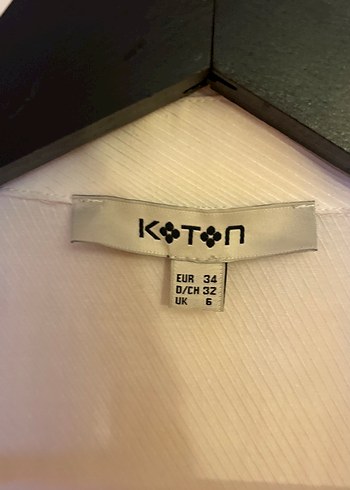 KOTON
EUR 34
D/CH 32
UK 6